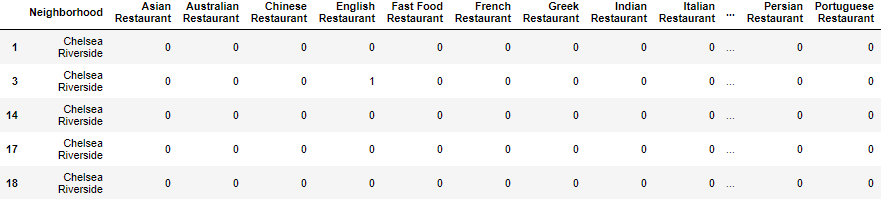 Neighborhood Asian Restaurant Australian Restaurant Chinese Restaurant English Restaurant Fast Food Restaurant French Restaurant Greek Restaurant Indian Restaurant Italian Restaurant ... Persian Restaurant Portuguese Restaurant
1 Chelsea Riverside 0 0 0 0 0 0 0 0 0 ... 0 0
3 Chelsea Riverside 0 0 0 1 0 0 0 0 0 ... 0 0
14 Chelsea Riverside 0 0 0 0 0 0 0 0 0 ... 0 0
17 Chelsea Riverside 0 0 0 0 0 0 0 0 0 ... 0 0
18 Chelsea Riverside 0 0 0 0 0 0 0 0 0 ... 0 0